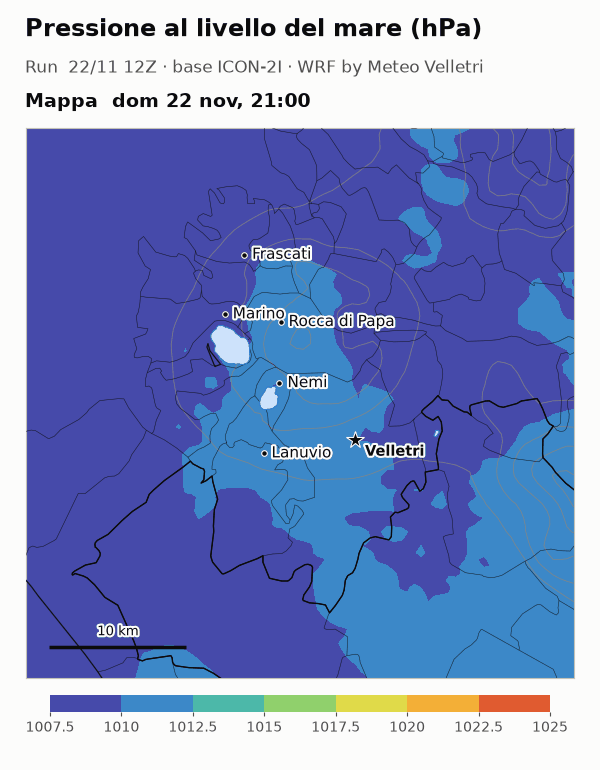 Pressione al livello del mare (hPa)
Run  22/11 12Z · base ICON-2I · WRF by Meteo Velletri
Mappa  dom 22 nov, 21:00
Frascati
Marino
Rocca di Papa
Nemi
Velletri
Lanuvio
10 km
1007.5 1010 1012.5 1015 1017.5 1020 1022.5 1025